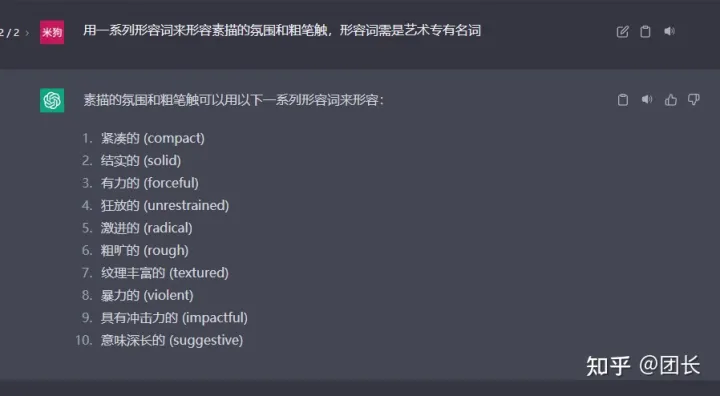 2 / 2 >
米狗
用一系列形容词来形容素描的氛围和粗笔触，形容词需是艺术专有名词
素描的氛围和粗笔触可以用以下一系列形容词来形容：
1. 紧凑的 (compact)
2. 结实的 (solid)
3. 有力的 (forceful)
4. 狂放的 (unrestrained)
5. 激进的 (radical)
6. 粗旷的 (rough)
7. 纹理丰富的 (textured)
8. 暴力的 (violent)
9. 具有冲击力的 (impactful)
10. 意味深长的 (suggestive)
知乎 @团长